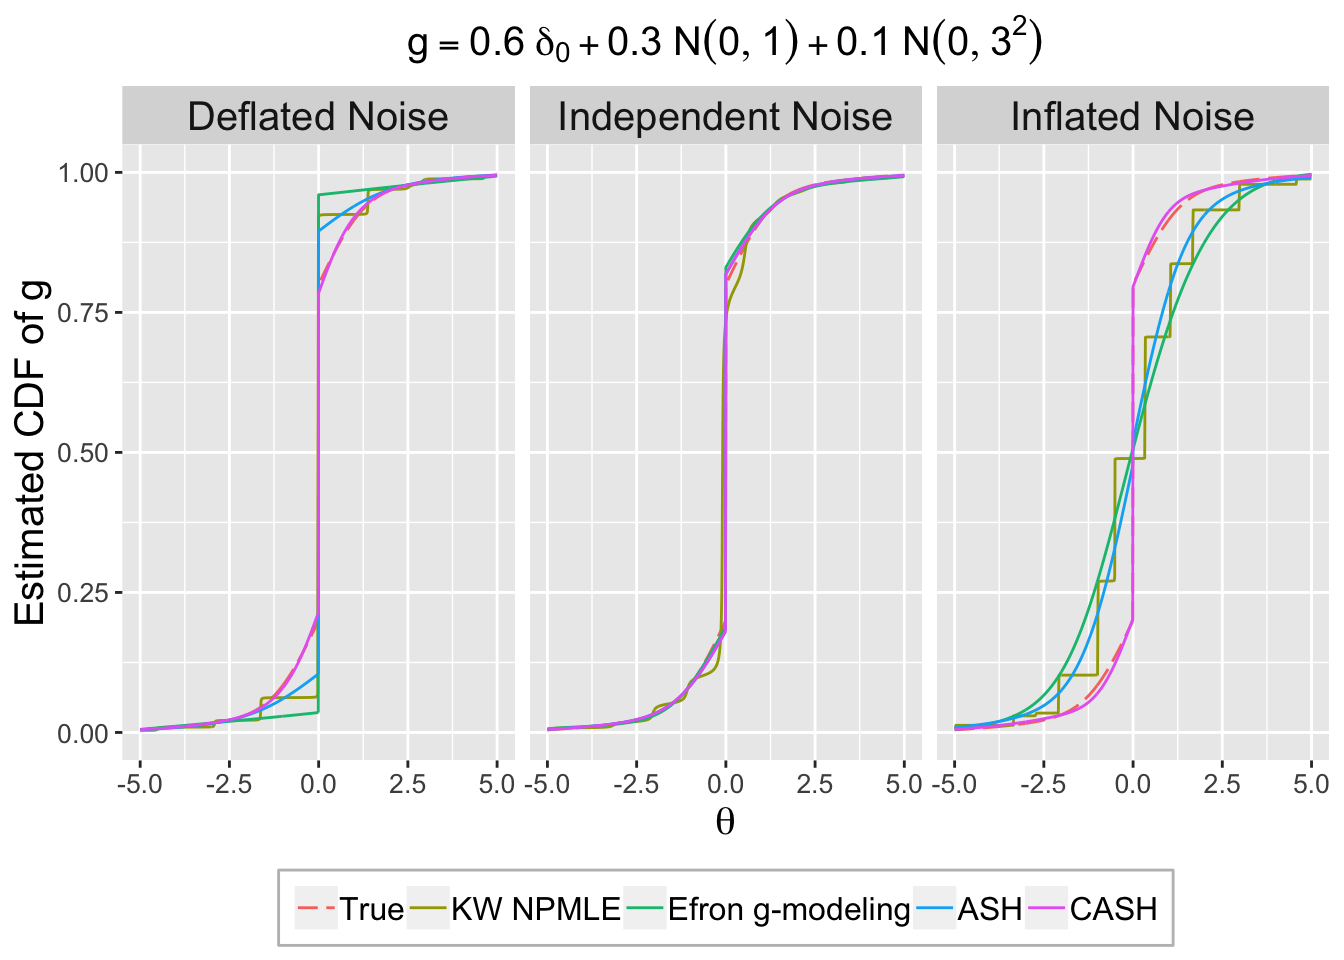 g = 0.6 δ₀ + 0.3 N(0, 1) + 0.1 N(0, 3²)
Deflated Noise Independent Noise Inflated Noise
Estimated CDF of g
1.00
0.75
0.50
0.25
0.00
-5.0 -2.5 0.0 2.5 5.0 -5.0 -2.5 0.0 2.5 5.0 -5.0 -2.5 0.0 2.5 5.0
θ
True KW NPMLE Efron g-modeling ASH CASH